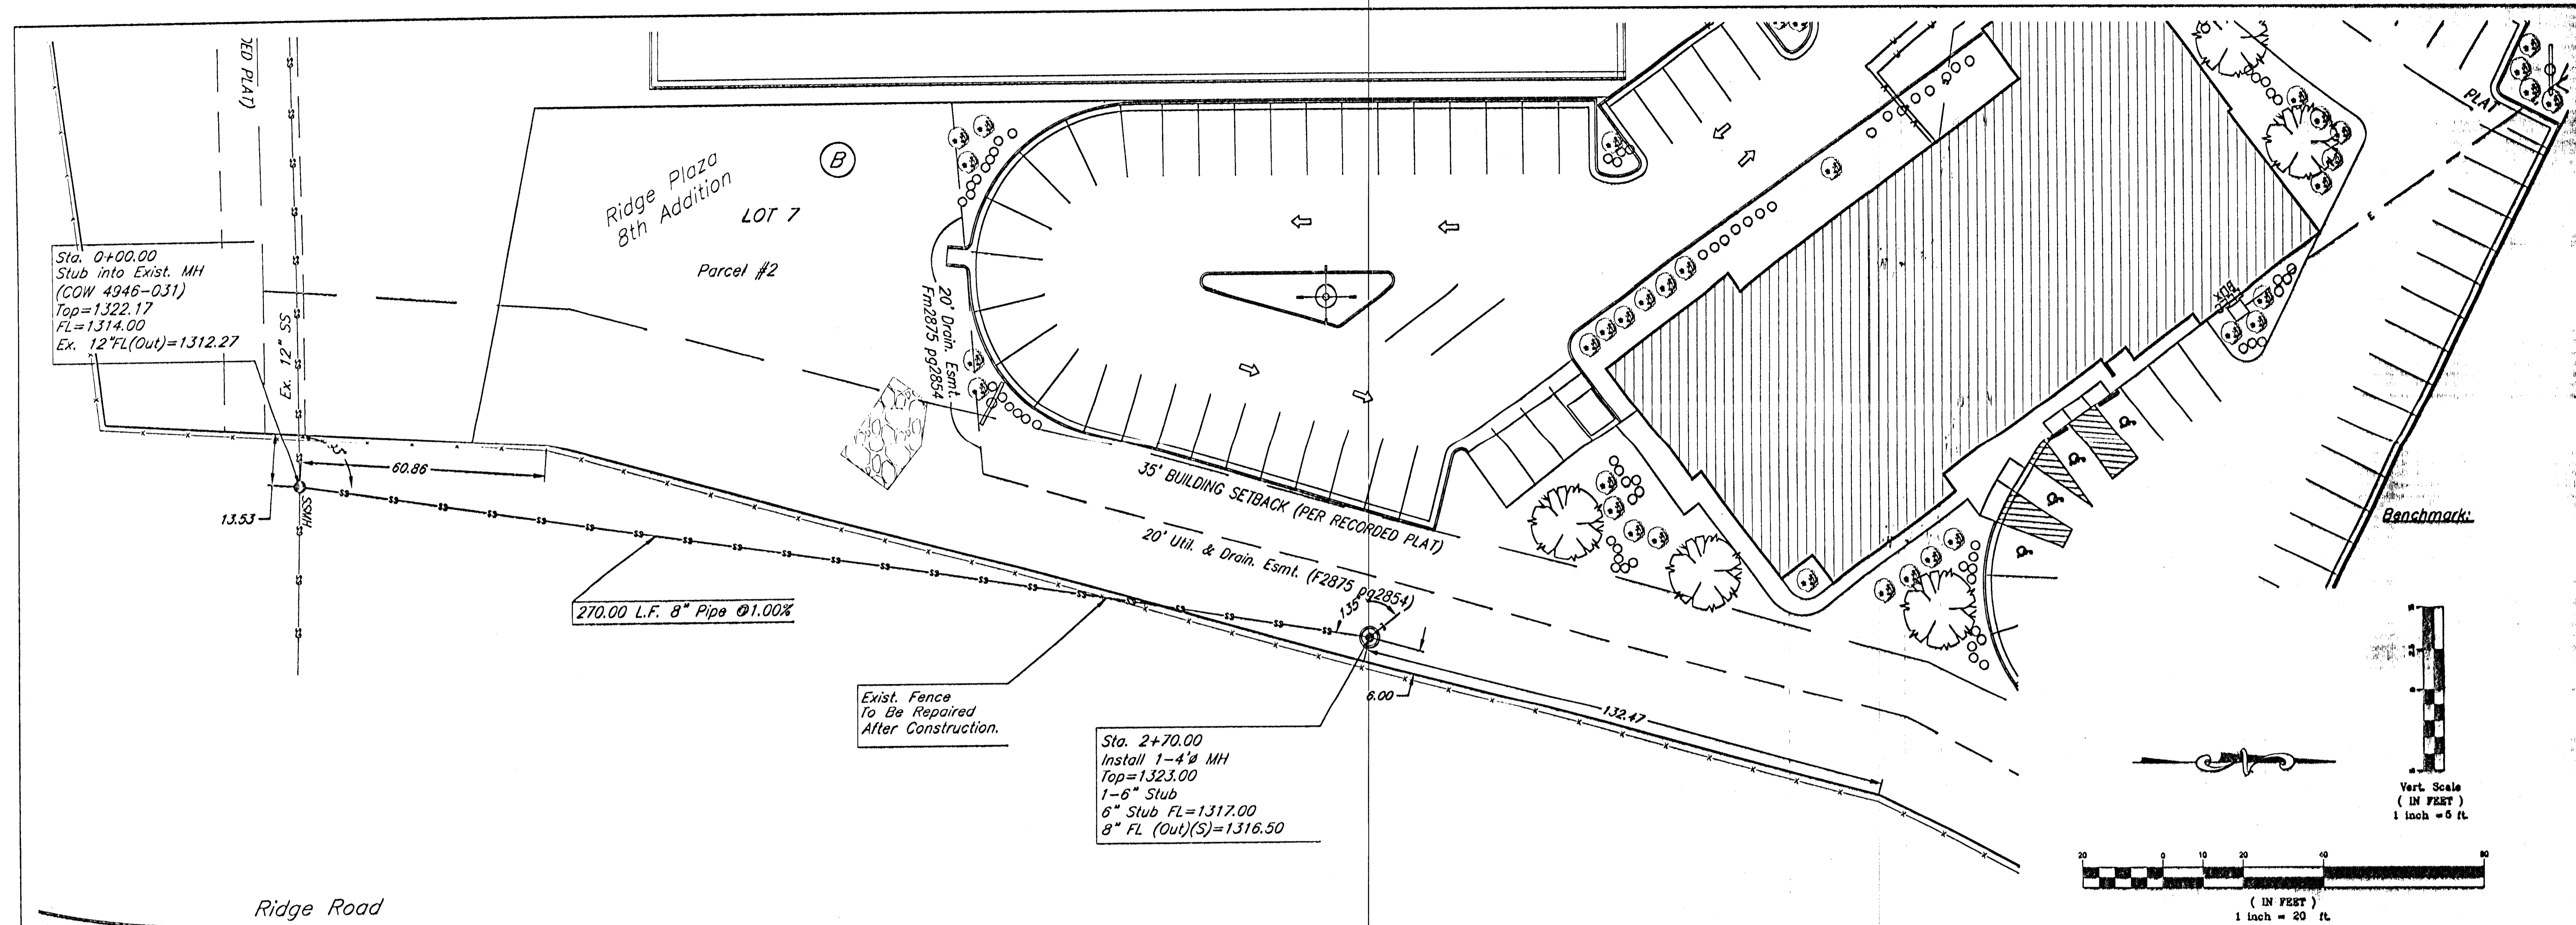 DED PLAT)
Ridge Plaza
8th Addition
B
LOT 7
Parcel #2
PLAT
Sta. 0+00.00
Stub into Exist. MH
(COW 4946-031)
Top=1322.17
FL=1314.00
Ex. 12"FL(Out)=1312.27
Ex. 12" SS
20' Drain. Esmt.
Fm2875 pg2854
BOX
60.86
13.53
SSMH
35' BUILDING SETBACK (PER RECORDED PLAT)
20' Util. & Drain. Esmt. (F2875 pg2854)
135°
270.00 L.F. 8" Pipe @1.00%
Exist. Fence
To Be Repaired
After Construction.
6.00
132.47
Sta. 2+70.00
Install 1-4'ø MH
Top=1323.00
1-6" Stub
6" Stub FL=1317.00
8" FL (Out)(S)=1316.50
Benchmark:
Vert. Scale
( IN FEET )
1 inch = 5 ft.
20 0 10 20 40 80
( IN FEET )
1 inch = 20 ft.
Ridge Road